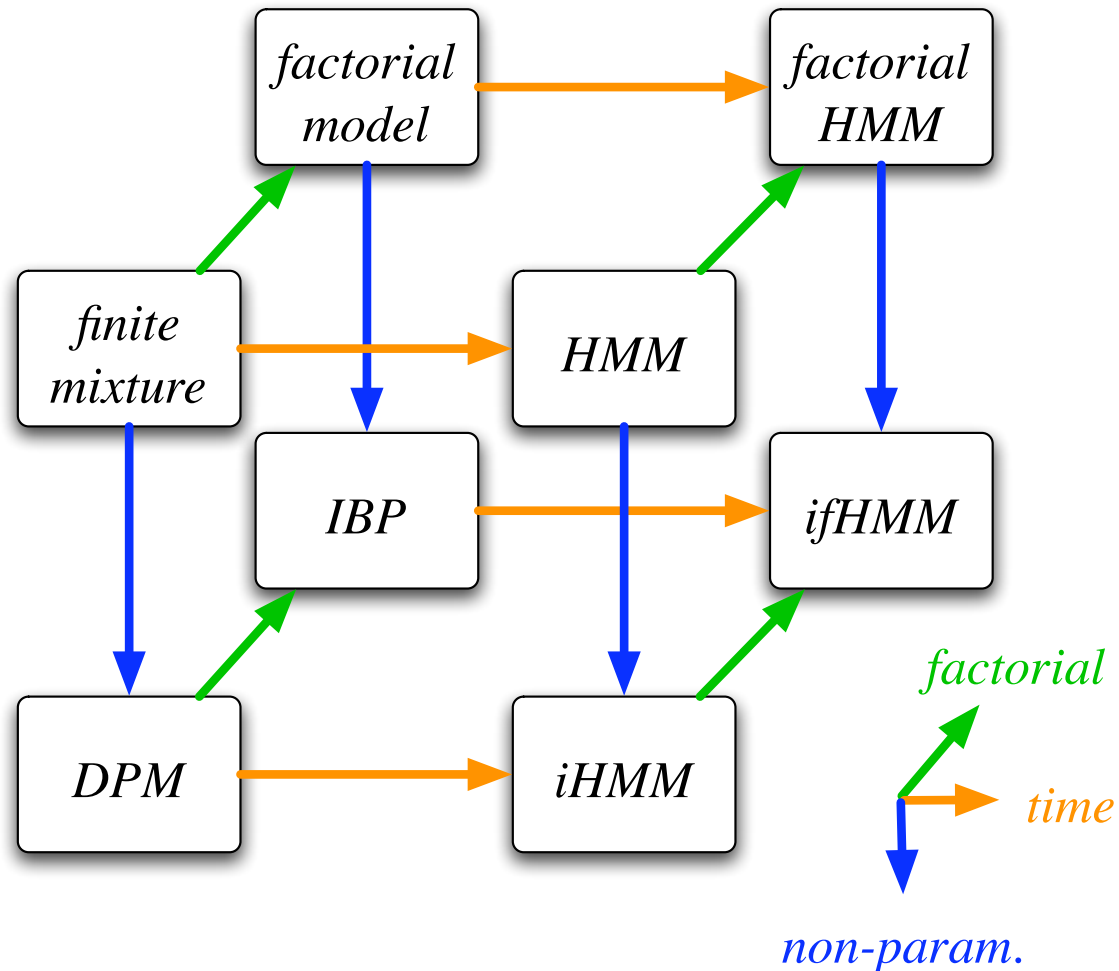 factorial
model
factorial
HMM
finite
mixture
HMM
IBP
ifHMM
DPM
iHMM
factorial
time
non-param.